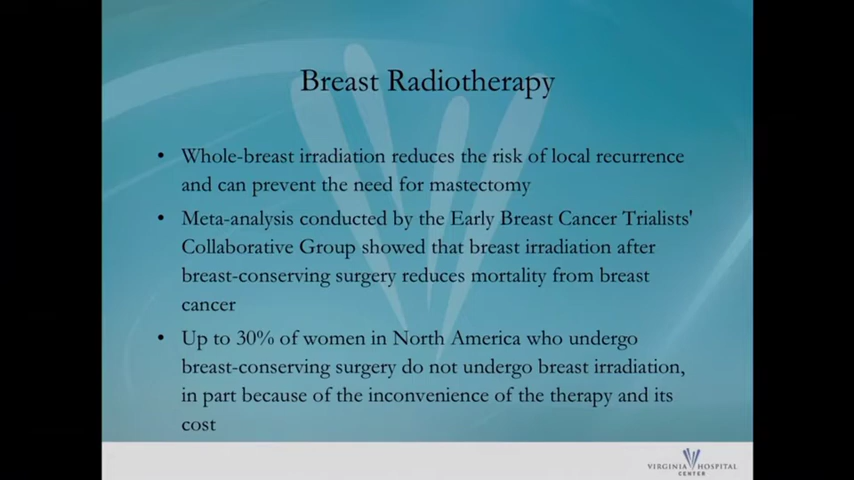 Breast Radiotherapy
• Whole-breast irradiation reduces the risk of local recurrence
and can prevent the need for mastectomy
• Meta-analysis conducted by the Early Breast Cancer Trialists'
Collaborative Group showed that breast irradiation after
breast-conserving surgery reduces mortality from breast
cancer
• Up to 30% of women in North America who undergo
breast-conserving surgery do not undergo breast irradiation,
in part because of the inconvenience of the therapy and its
cost
VIRGINIA HOSPITAL
CENTER